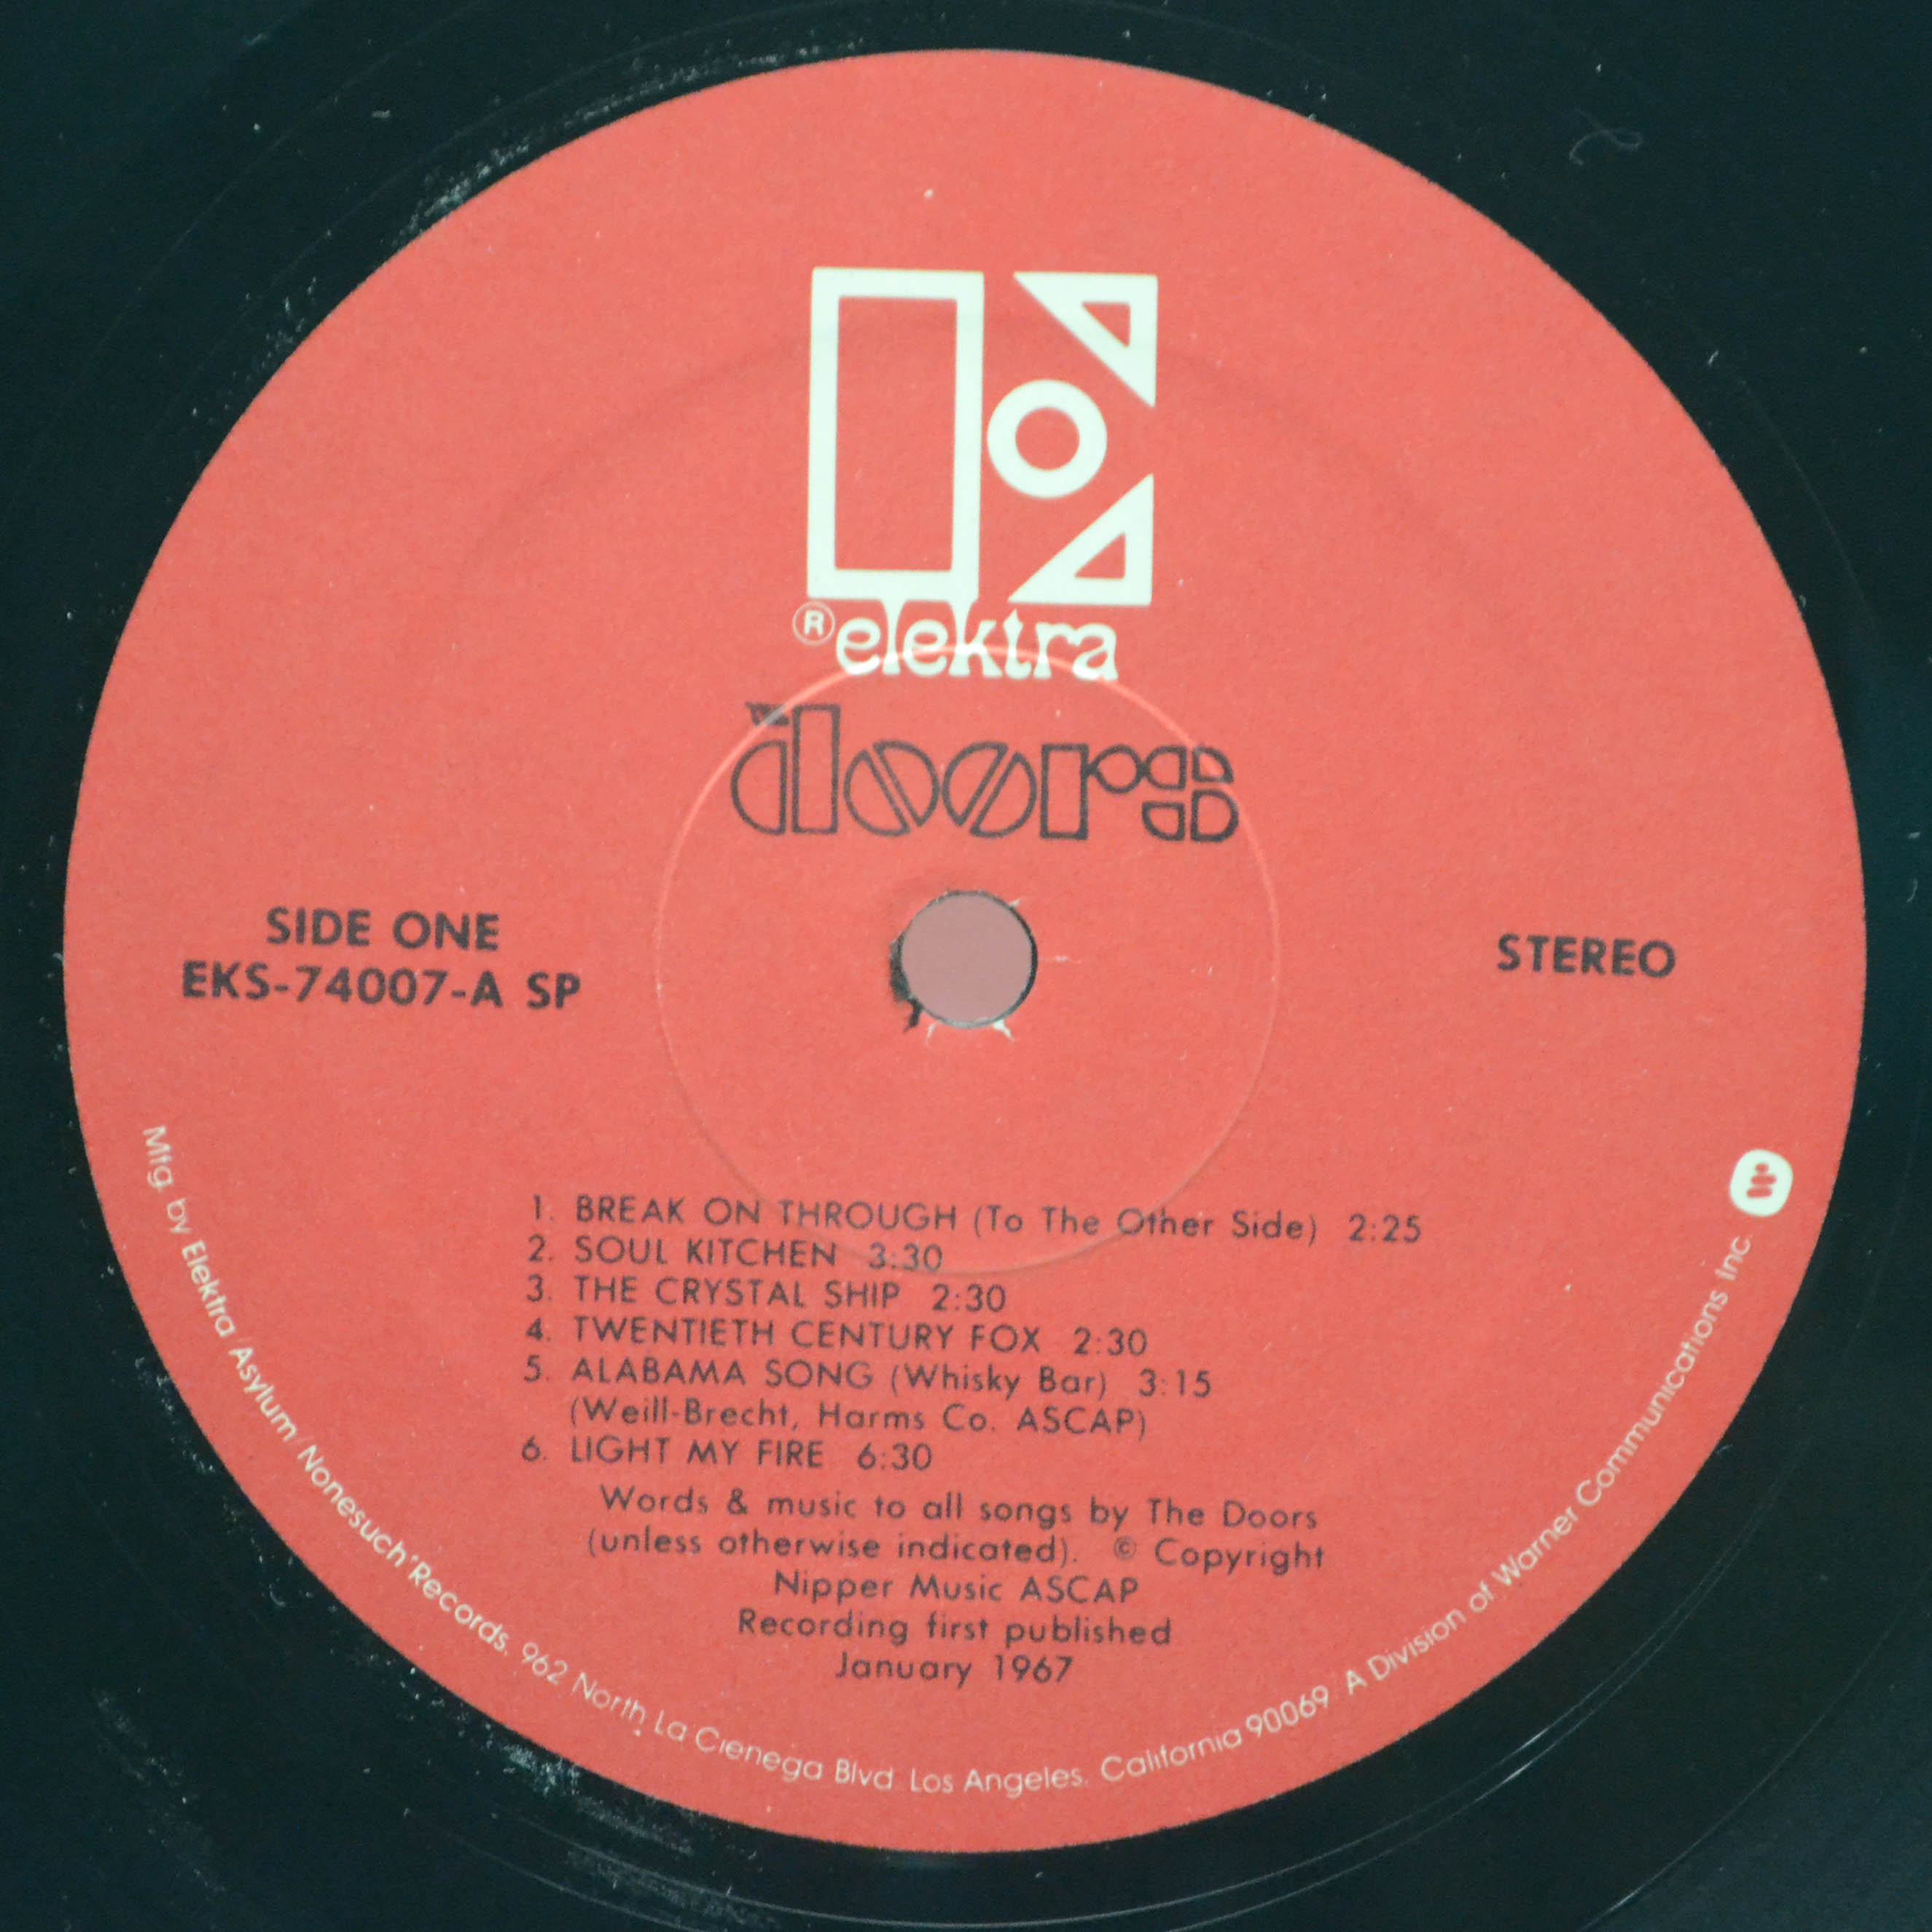 ® elektra
THE doors
SIDE ONE
EKS-74007-A SP
STEREO
1. BREAK ON THROUGH (To The Other Side) 2:25
2. SOUL KITCHEN 3:30
3. THE CRYSTAL SHIP 2:30
4. TWENTIETH CENTURY FOX 2:30
5. ALABAMA SONG (Whisky Bar) 3:15
(Weill-Brecht, Harms Co. ASCAP)
6. LIGHT MY FIRE 6:30
Words & music to all songs by The Doors
(unless otherwise indicated). © Copyright
Nipper Music ASCAP
Recording first published
January 1967
Mfg. by Elektra/Asylum/Nonesuch Records, 962 North La Cienega Blvd. Los Angeles, California 90069 A Division of Warner Communications Inc.